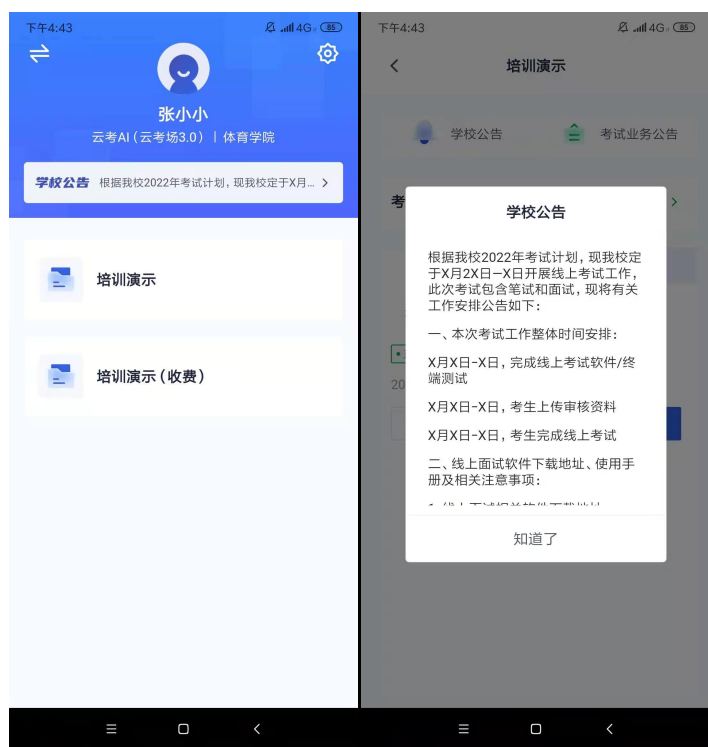 下午4:43
4G
85
张小小
云考AI（云考场3.0）丨体育学院
学校公告 根据我校2022年考试计划，现我校定于X月...
培训演示
培训演示（收费）
下午4:43
4G
85
培训演示
学校公告
考试业务公告
考
学校公告
根据我校2022年考试计划，现我校定
于X月2X日—X日开展线上考试工作，
此次考试包含笔试和面试，现将有关
工作安排公告如下：
一、本次考试工作整体时间安排：
X月X日-X日，完成线上考试软件/终
端测试
X月X日-X日，考生上传审核资料
X月X日-X日，考生完成线上考试
二、线上面试软件下载地址、使用手
册及相关注意事项：
20
知道了